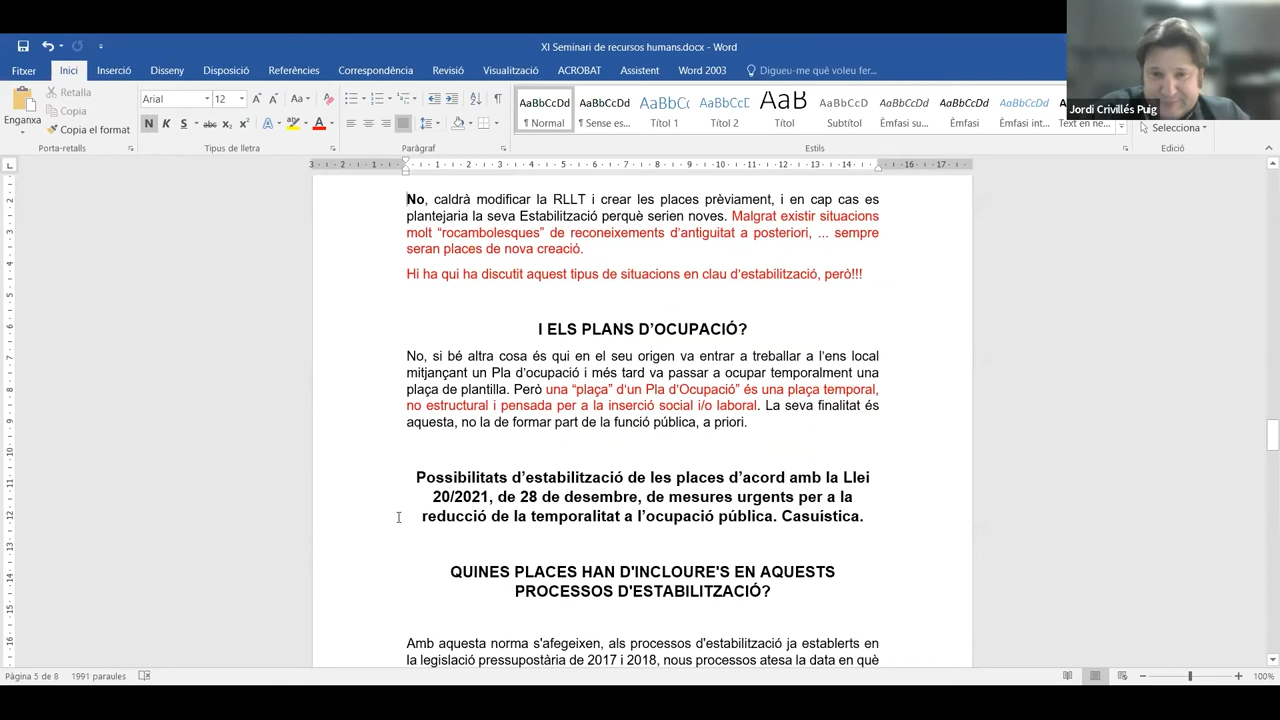 XI Seminari de recursos humans.docx - Word
Jordi Crivillés Puig
Fitxer Inici Inserció Disseny Disposició Referències Correspondència Revisió Visualització ACROBAT Assistent Word 2003 Digueu-me què voleu fer...
Enganxa
Retalla
Copia
Copia el format
Porta-retalls
Arial 12
Tipus de lletra
Paràgraf
AaBbCcDd AaBbCcDd AaBbCc AaBbCcDd AaB AaBbCcDd AaBbCcDd AaBbCcDd AaBbCcDd AaBbCcDd
¶ Normal ¶ Sense es... Títol 1 Títol 2 Títol Subtítol Èmfasi su... Èmfasi Èmfasi int... Text en ne...
Estils
Selecciona
Edició
No, caldrà modificar la RLLT i crear les places prèviament, i en cap cas es
plantejaria la seva Estabilització perquè serien noves. Malgrat existir situacions
molt “rocambolesques” de reconeixements d’antiguitat a posteriori, ... sempre
seran places de nova creació.
Hi ha qui ha discutit aquest tipus de situacions en clau d’estabilització, però!!!
I ELS PLANS D’OCUPACIÓ?
No, si bé altra cosa és qui en el seu origen va entrar a treballar a l’ens local
mitjançant un Pla d’ocupació i més tard va passar a ocupar temporalment una
plaça de plantilla. Però una “plaça” d’un Pla d’Ocupació” és una plaça temporal,
no estructural i pensada per a la inserció social i/o laboral. La seva finalitat és
aquesta, no la de formar part de la funció pública, a priori.
Possibilitats d’estabilització de les places d’acord amb la Llei
20/2021, de 28 de desembre, de mesures urgents per a la
reducció de la temporalitat a l’ocupació pública. Casuística.
QUINES PLACES HAN D'INCLOURE'S EN AQUESTS
PROCESSOS D'ESTABILITZACIÓ?
Amb aquesta norma s'afegeixen, als processos d'estabilització ja establerts en
la legislació pressupostària de 2017 i 2018, nous processos atesa la data en què
Pàgina 5 de 8 1991 paraules 100%